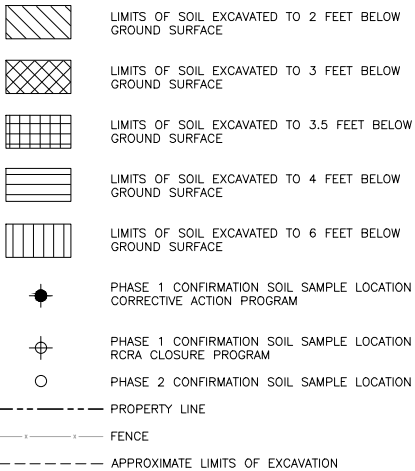 LIMITS OF SOIL EXCAVATED TO 2 FEET BELOW
GROUND SURFACE
LIMITS OF SOIL EXCAVATED TO 3 FEET BELOW
GROUND SURFACE
LIMITS OF SOIL EXCAVATED TO 3.5 FEET BELOW
GROUND SURFACE
LIMITS OF SOIL EXCAVATED TO 4 FEET BELOW
GROUND SURFACE
LIMITS OF SOIL EXCAVATED TO 6 FEET BELOW
GROUND SURFACE
PHASE 1 CONFIRMATION SOIL SAMPLE LOCATION
CORRECTIVE ACTION PROGRAM
PHASE 1 CONFIRMATION SOIL SAMPLE LOCATION
RCRA CLOSURE PROGRAM
PHASE 2 CONFIRMATION SOIL SAMPLE LOCATION
PROPERTY LINE
x x FENCE
APPROXIMATE LIMITS OF EXCAVATION